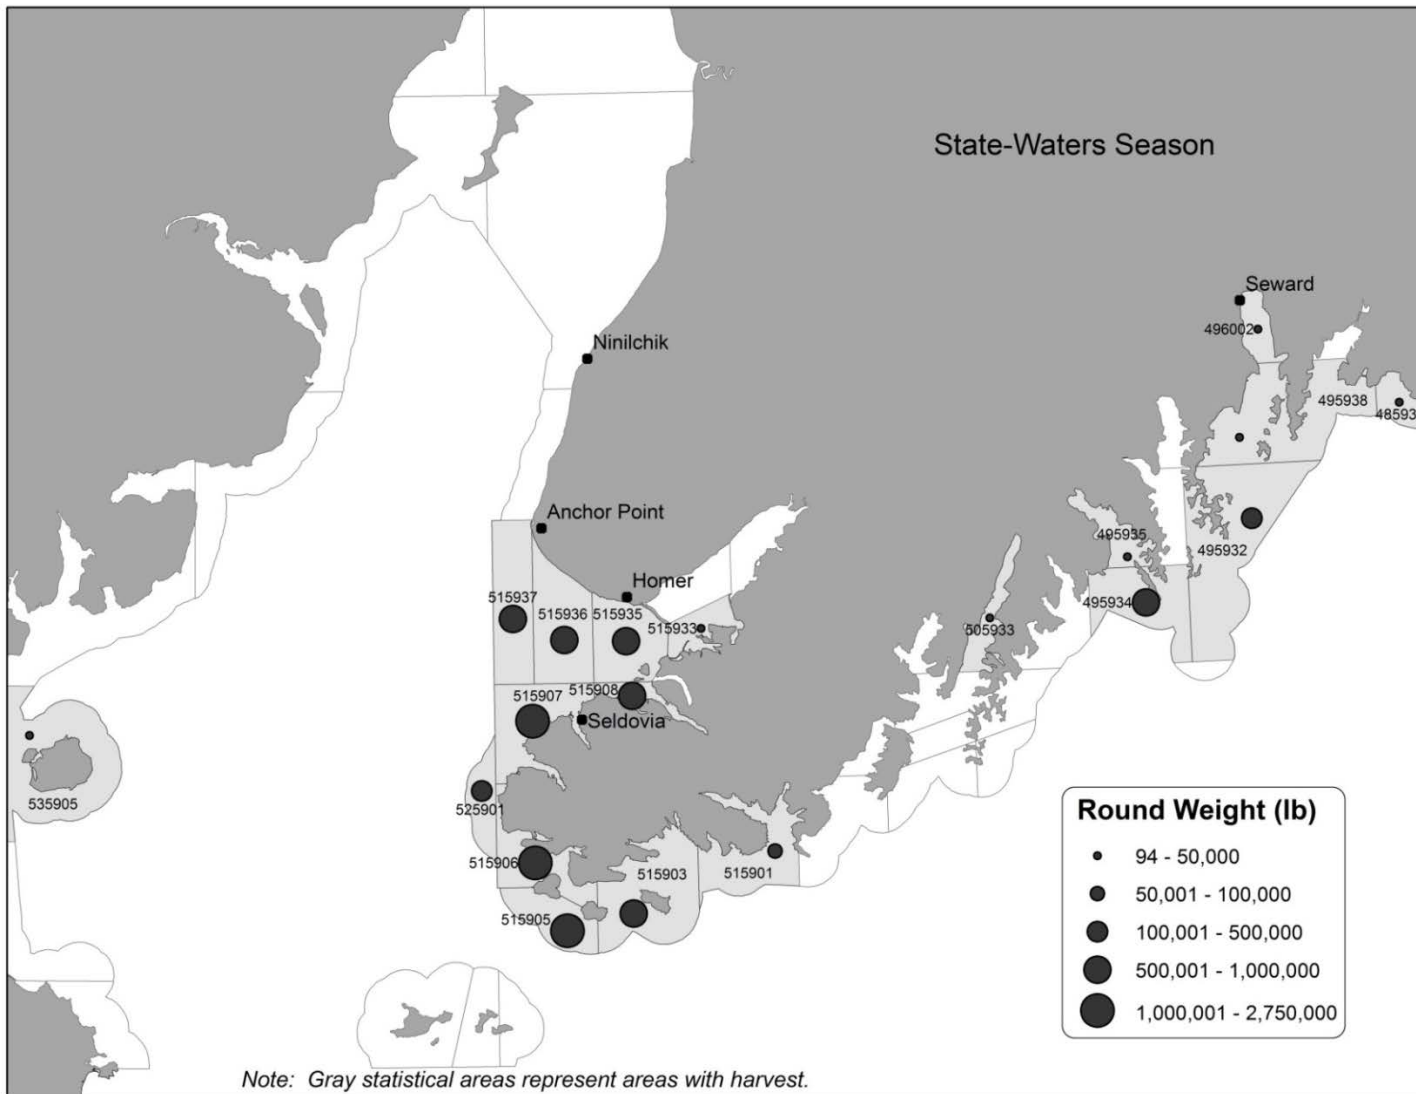 State-Waters Season
Seward
496002
Ninilchik
495938
48593
Anchor Point
495935
495932
Homer
515937
515936
515935
515933
505933
495934
515907
515908
Seldovia
535905
525901
515906
515903
515901
515905
Round Weight (lb)
94 - 50,000
50,001 - 100,000
100,001 - 500,000
500,001 - 1,000,000
1,000,001 - 2,750,000
Note: Gray statistical areas represent areas with harvest.